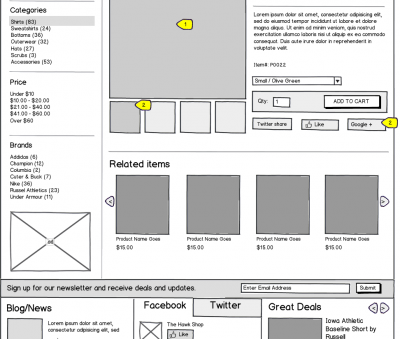 Categories
Shirts (83)
Sweatshirts (24)
Bottoms (36)
Outerwear (32)
Hats (27)
Scrubs (3)
Accessories (53)
Price
Under $10
$10.00 - $20.00
$21.00 - $40.00
$41.00 - $60.00
Over $60
Brands
Addidas (6)
Champion (12)
Columbia (2)
Cuter & Buck (7)
Nike (36)
Russel Athletics (23)
Under Armour (11)
ad
1
2
Lorem ipsum dolor sit amet, consectetur adipisicing elit,
sed do eiusmod tempor incididunt ut labore et dolore
magna aliqua. Ut enim ad minim veniam, quis nostrud
exercitation ullamco laboris nisi ut aliquip ex ea commodo
consequat. Duis aute irure dolor in reprehenderit in
voluptate velit.
Item# P0022
Small / Olive Green
Qty: 1 ADD TO CART
Twitter share Like Google + 2
Related items
Product Name Goes Product Name Goes Product Name Goes Product Name Goes
$15.00 $15.00 $15.00 $15.00
Sign up for our newsletter and receive deals and updates. Enter Email Address Submit
Blog/News
Lorem ipsum dolor sit amet,
consectetur adipisicing elit, sed
Facebook Twitter
The Hawk Shop
Like
Great Deals
Iowa Athletic
Baseline Short by
Russell